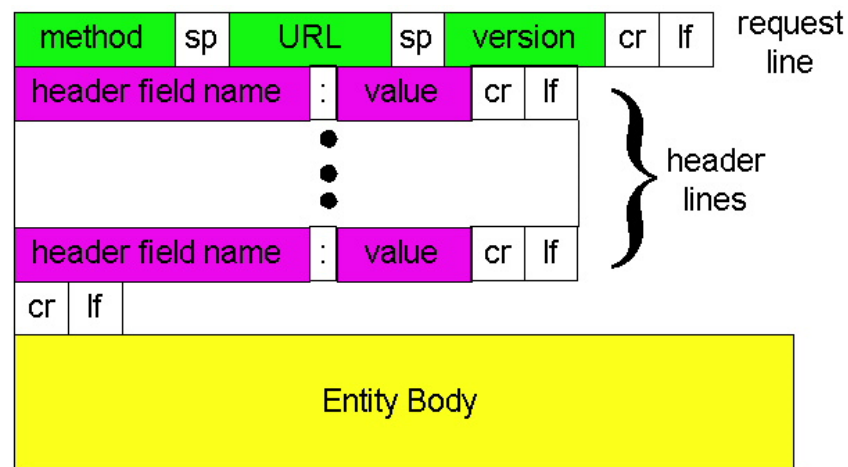 method sp URL sp version cr lf request line
header field name : value cr lf
header lines
header field name : value cr lf
cr lf
Entity Body